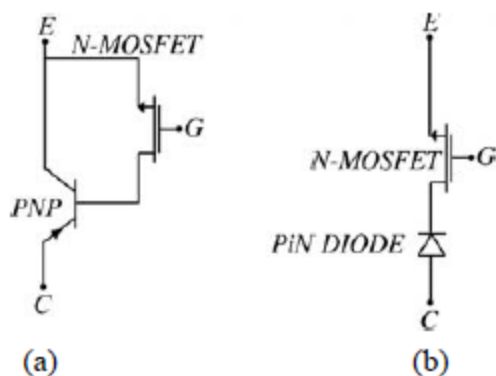 E
N-MOSFET
G
PNP
C
(a)
E
N-MOSFET
G
PiN DIODE
C
(b)